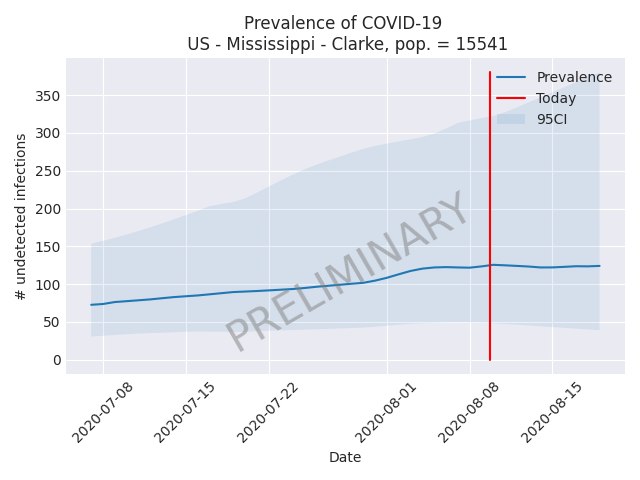 Prevalence of COVID-19
US - Mississippi - Clarke, pop. = 15541
# undetected infections
350
300
250
200
150
100
50
0
Prevalence
Today
95CI
PRELIMINARY
2020-07-08
2020-07-15
2020-07-22
2020-08-01
2020-08-08
2020-08-15
Date